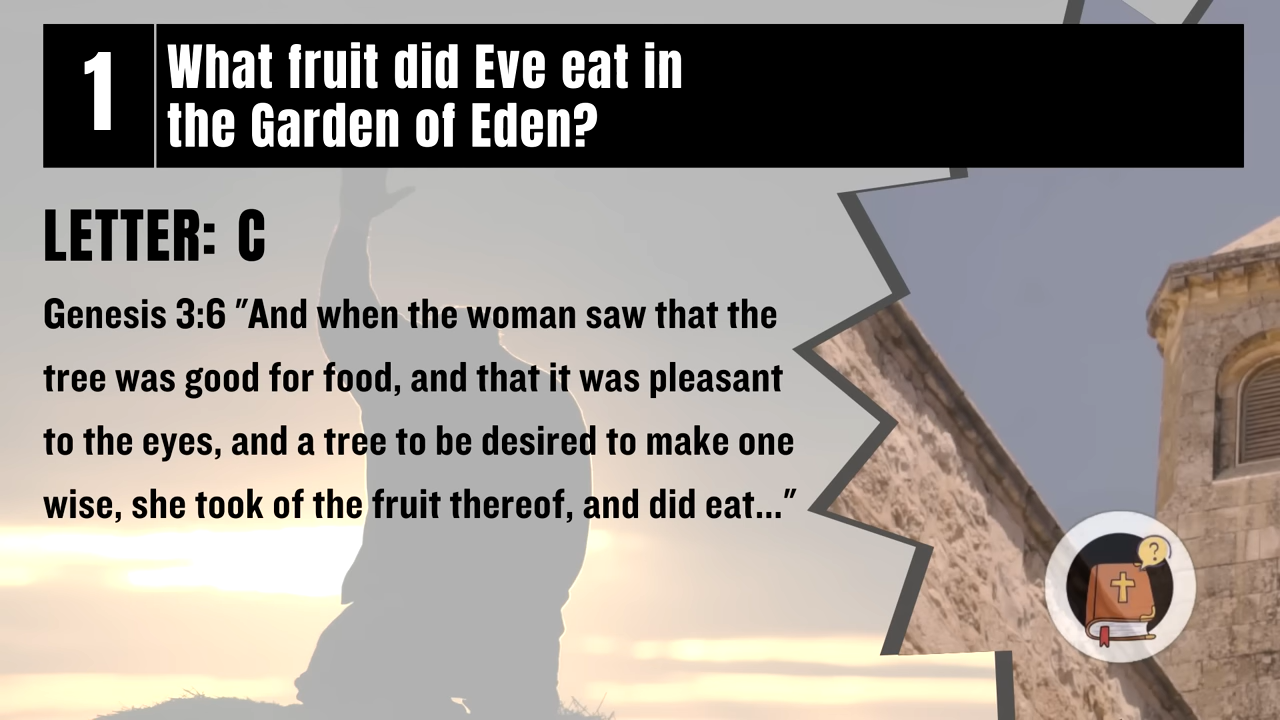 1
What fruit did Eve eat in
the Garden of Eden?
LETTER: C
Genesis 3:6 "And when the woman saw that the
tree was good for food, and that it was pleasant
to the eyes, and a tree to be desired to make one
wise, she took of the fruit thereof, and did eat..."
?